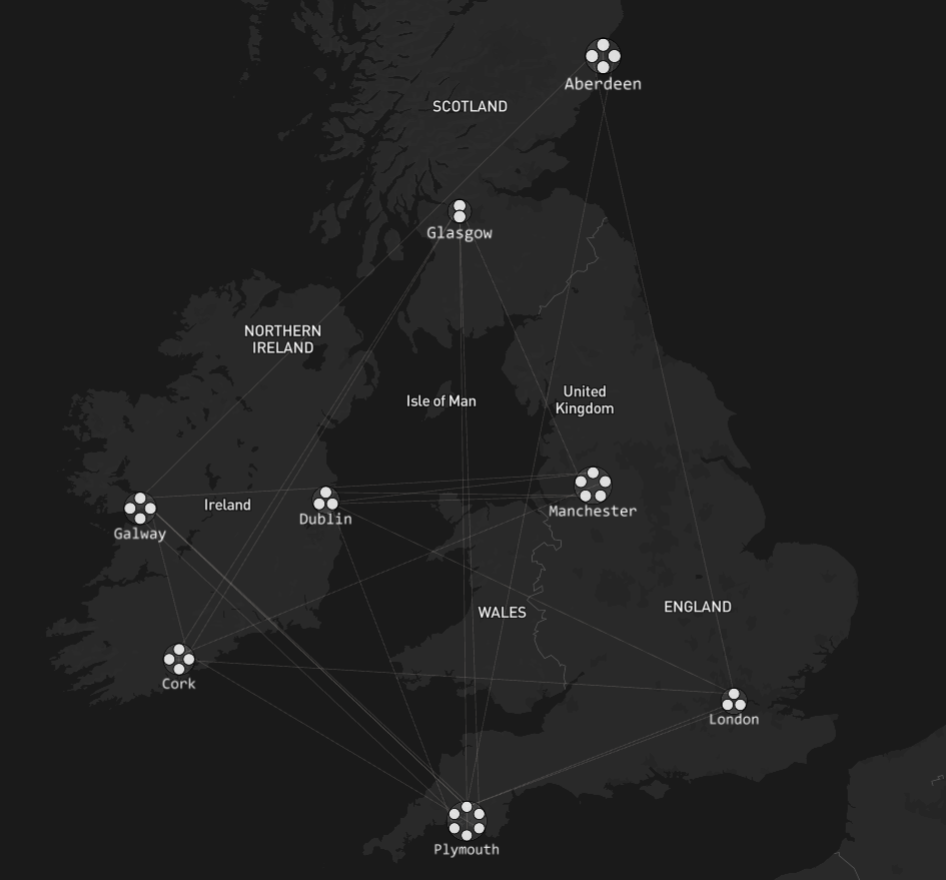 Aberdeen
SCOTLAND
Glasgow
NORTHERN
IRELAND
Isle of Man
United
Kingdom
Ireland
Galway
Dublin
Manchester
WALES
ENGLAND
Cork
London
Plymouth